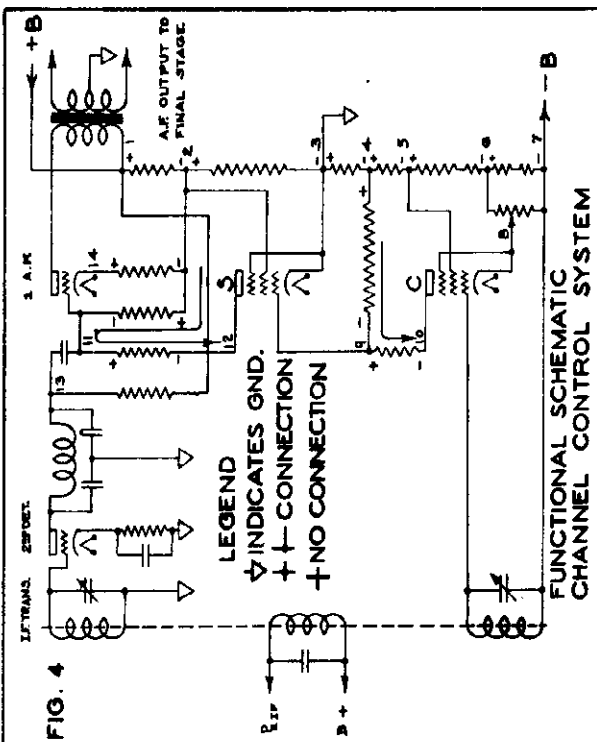 FIG. 4
I.F. TRANS.
2ND DET.
1 A.F.
+B
A.F. OUTPUT TO
FINAL STAGE
13
14
11
12
1
2
S
3
4
5
6
7
8
9
10
C
LEGEND
INDICATES GND.
CONNECTION
NO CONNECTION
B+
-B
FUNCTIONAL SCHEMATIC
CHANNEL CONTROL SYSTEM